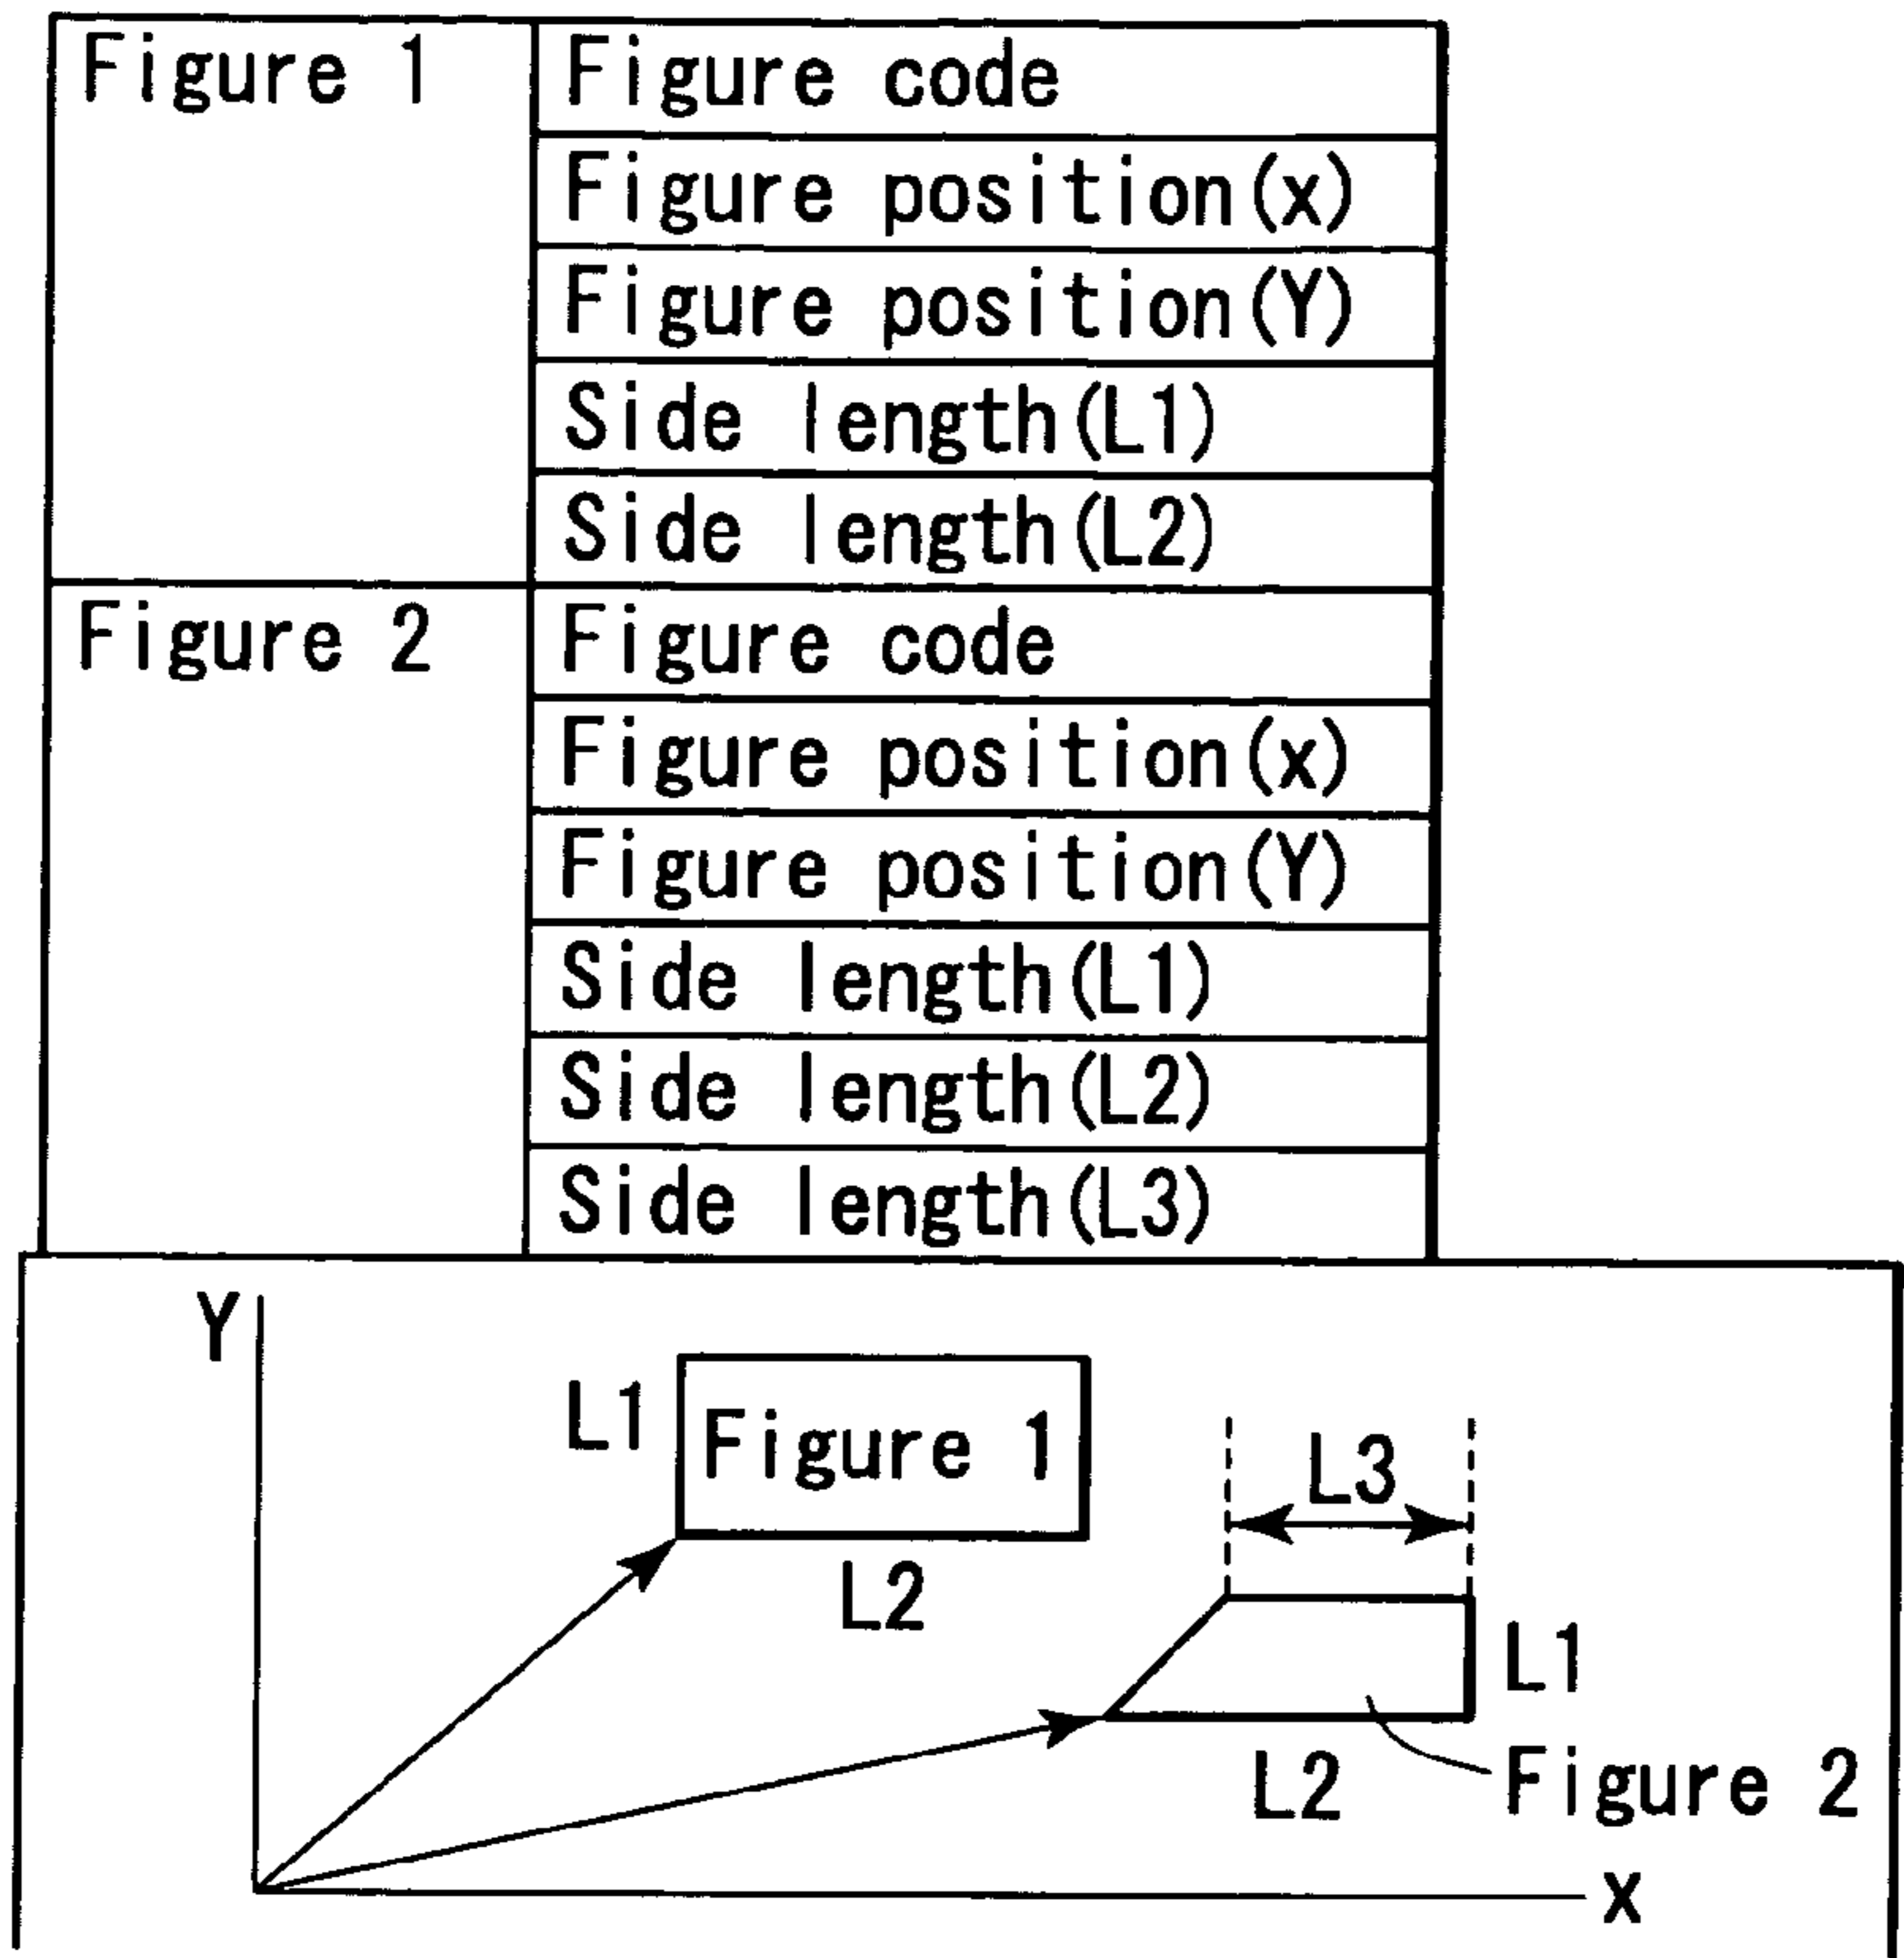 Figure 1 Figure code
Figure position(x)
Figure position(Y)
Side length(L1)
Side length(L2)
Figure 2 Figure code
Figure position(x)
Figure position(Y)
Side length(L1)
Side length(L2)
Side length(L3)
Y
L1
Figure 1
L3
L2
L1
L2
Figure 2
x